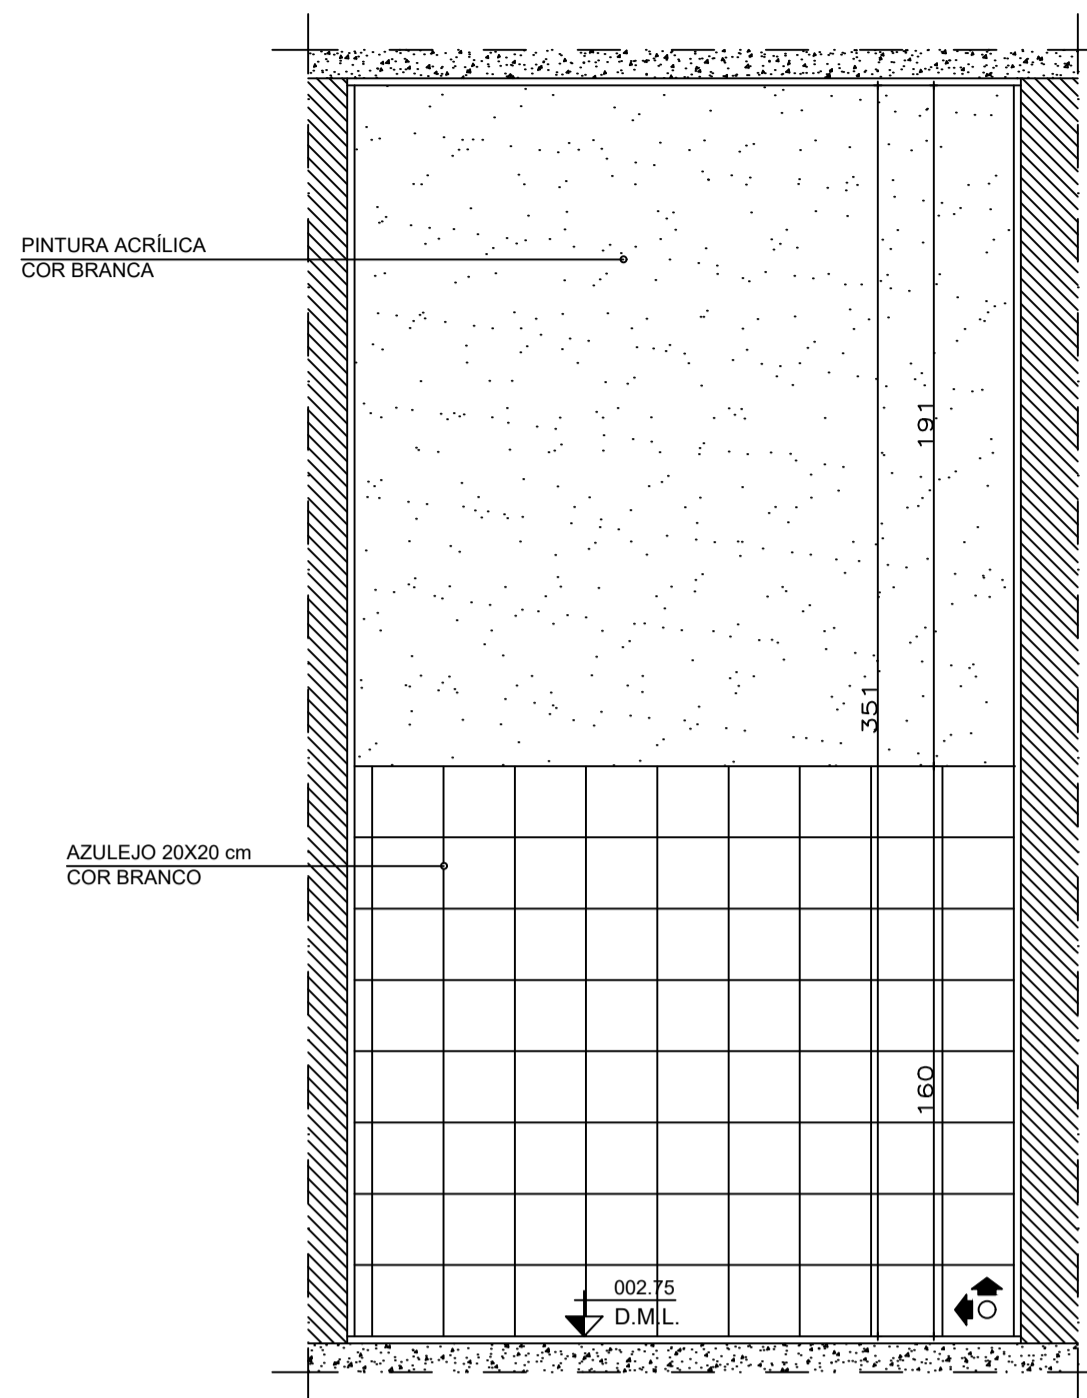 PINTURA ACRÍLICA
COR BRANCA
191
351
AZULEJO 20X20 cm
COR BRANCO
160
002.75
D.M.L.